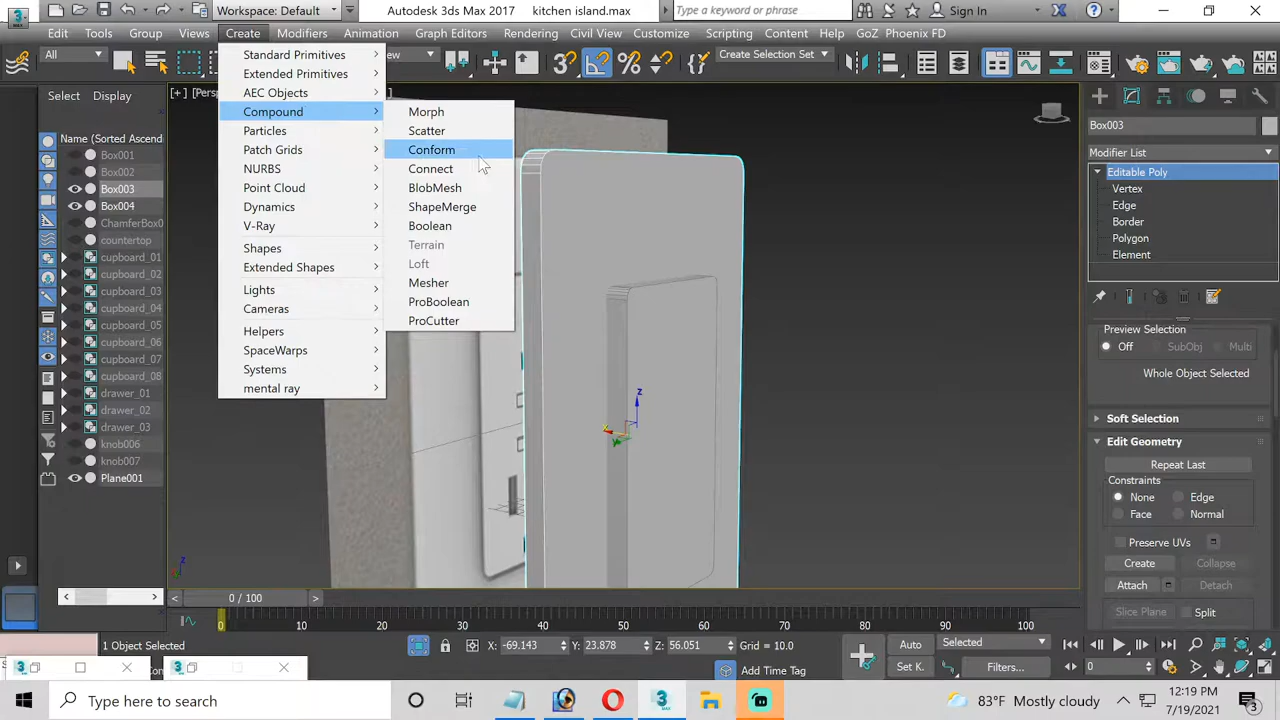 3 Workspace: Default Autodesk 3ds Max 2017 kitchen island.max Type a keyword or phrase Sign In
Edit Tools Group Views Create Modifiers Animation Graph Editors Rendering Civil View Customize Scripting Content GoZ Phoenix FD
All
Create Selection Set
Select Display
[+] [Persp
Name (Sorted Ascend
Box001
Box002
Box003
Box004
ChamferBox0
countertop
cupboard_01
cupboard_02
cupboard_03
cupboard_04
cupboard_05
cupboard_06
cupboard_07
cupboard_08
drawer_01
drawer_02
drawer_03
knob006
knob007
Plane001
Standard Primitives
Extended Primitives
AEC Objects
Compound
Particles
Patch Grids
NURBS
Point Cloud
Dynamics
V-Ray
Shapes
Extended Shapes
Lights
Cameras
Helpers
SpaceWarps
Systems
mental ray
Morph
Scatter
Conform
Connect
BlobMesh
ShapeMerge
Boolean
Terrain
Loft
Mesher
ProBoolean
ProCutter
z
x
y
Box003
Modifier List
Editable Poly
Vertex
Edge
Border
Polygon
Element
Preview Selection
Off SubObj Multi
Whole Object Selected
Soft Selection
Edit Geometry
Repeat Last
Constraints
None Edge
Face Normal
Preserve UVs
Create Collapse
Attach Detach
Slice Plane Split
0 / 100
0 10 20 30 40 50 60 70 80 90 100
1 Object Selected X: -69.143 Y: 23.878 Z: 56.051 Grid = 10.0 Auto Selected
Add Time Tag Set K. Filters... 0
Type here to search
83°F Mostly cloudy
12:19 PM
7/19/2021
3